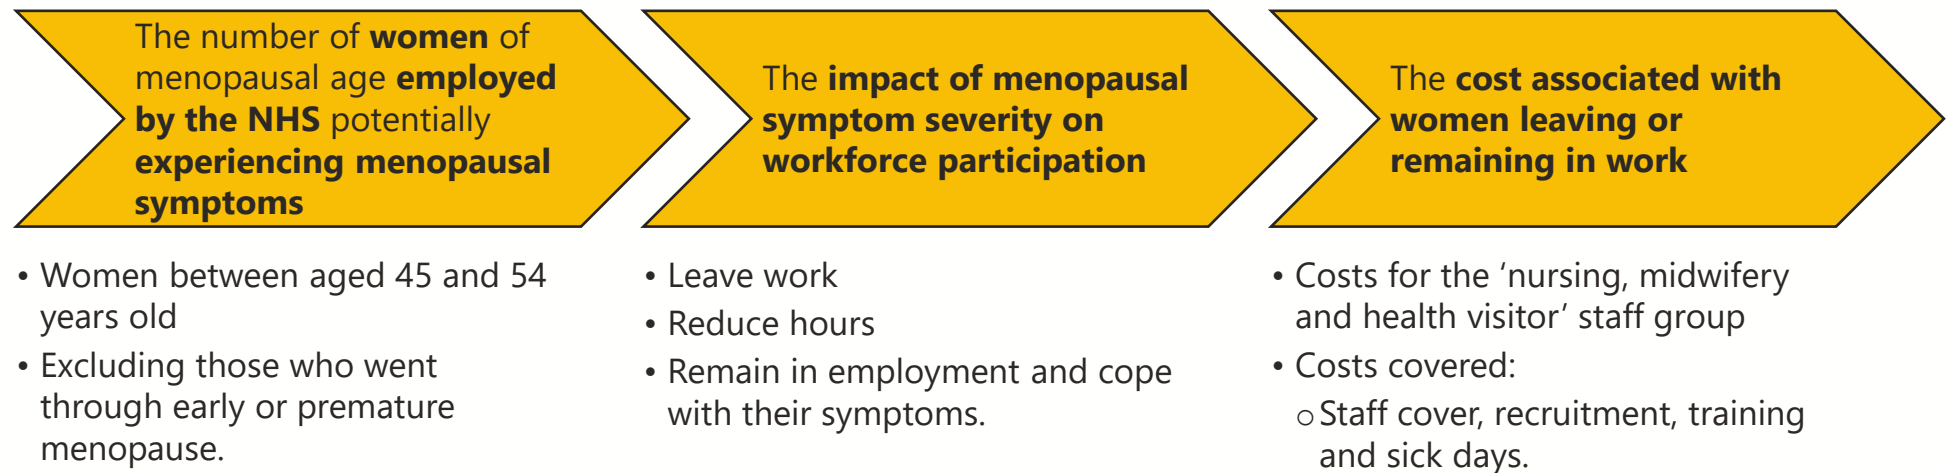 The number of women of
menopausal age employed
by the NHS potentially
experiencing menopausal
symptoms
• Women between aged 45 and 54
years old
• Excluding those who went
through early or premature
menopause.
The impact of menopausal
symptom severity on
workforce participation
• Leave work
• Reduce hours
• Remain in employment and cope
with their symptoms.
The cost associated with
women leaving or
remaining in work
• Costs for the ‘nursing, midwifery
and health visitor’ staff group
• Costs covered:
o Staff cover, recruitment, training
and sick days.